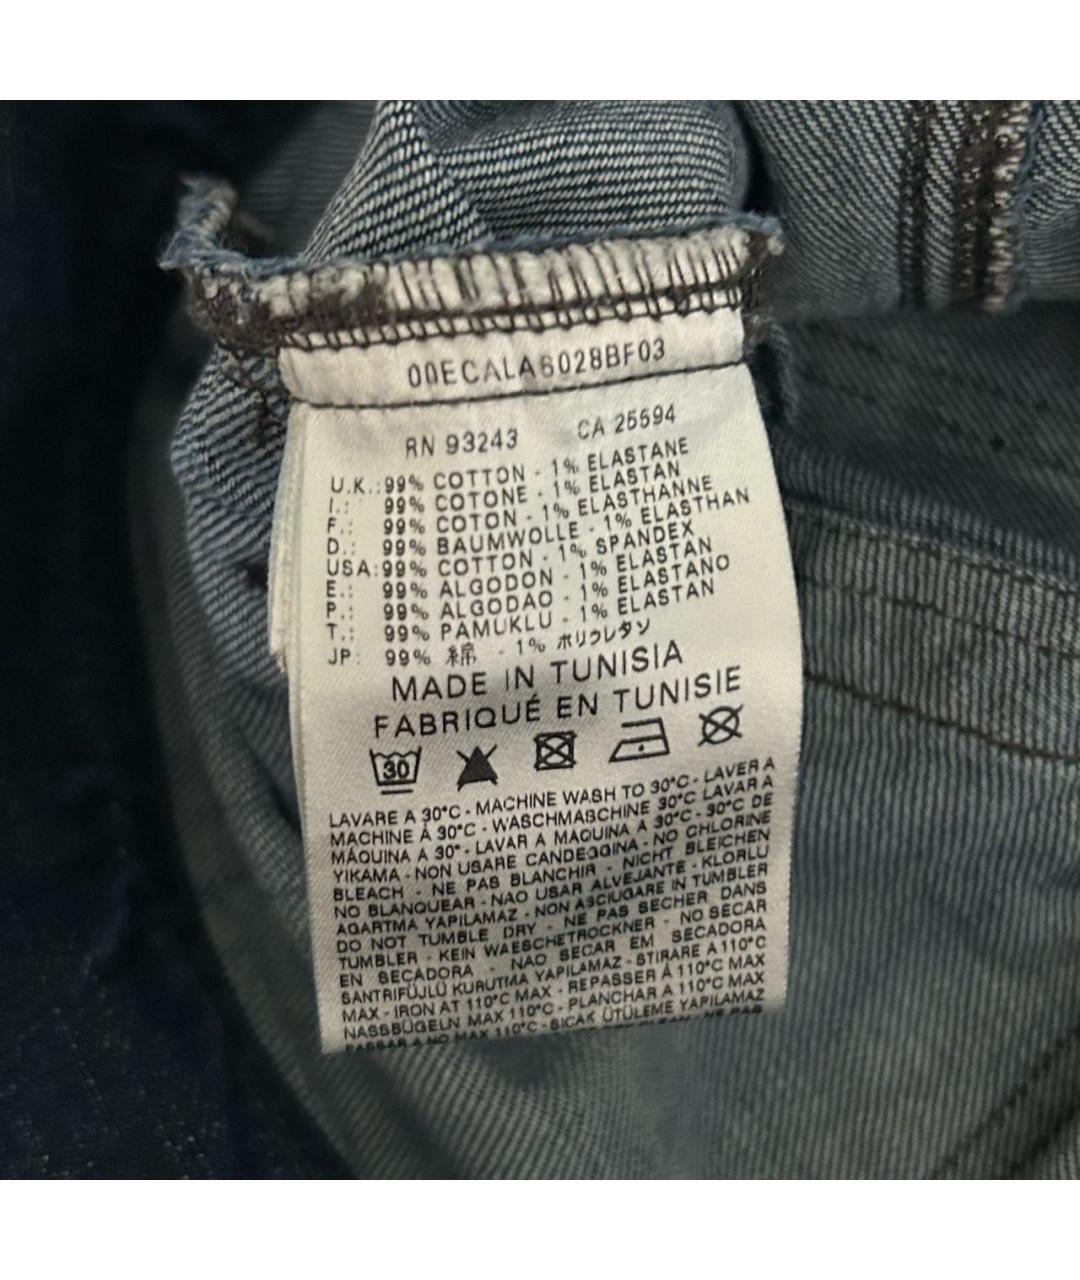 00ECALA6028BF03
RN 93243 CA 25594
U.K.:99% COTTON - 1% ELASTANE
I.: 99% COTONE - 1% ELASTAN
F.: 99% COTON - 1% ELASTHANNE
D.: 99% BAUMWOLLE - 1% ELASTHAN
USA:99% COTTON - 1% SPANDEX
E.: 99% ALGODON - 1% ELASTAN
P.: 99% ALGODAO - 1% ELASTANO
T.: 99% PAMUKLU - 1% ELASTAN
JP: 99% 綿 - 1% ポリウレタン
MADE IN TUNISIA
FABRIQUÉ EN TUNISIE
30
LAVARE A 30°C - MACHINE WASH TO 30°C - LAVER A
MACHINE À 30°C - WASCHMASCHINE 30°C LAVAR A
MÁQUINA A 30° - LAVAR A MAQUINA À 30°C - 30°C DE
YIKAMA - NON USARE CANDEGGINA - NO CHLORINE
BLEACH - NE PAS BLANCHIR - NICHT BLEICHEN
NO BLANQUEAR - NAO USAR ALVEJANTE - KLORLU
AGARTMA YAPILAMAZ - NON ASCIUGARE IN TUMBLER
DO NOT TUMBLE DRY - NE PAS SECHER DANS
TUMBLER - KEIN WAESCHETROCKNER - NO SECAR
EN SECADORA - NAO SECAR EM SECADORA
SANTRIFÜJLÜ KURUTMA YAPILAMAZ - STIRARE A 110°C
MAX - IRON AT 110°C MAX - REPASSER À 110°C MAX
NASSBÜGELN MAX 110°C - PLANCHAR A 110°C MAX
PASSAR A NO MAX 110°C - SICAK ÜTÜLEME YAPILAMAZ